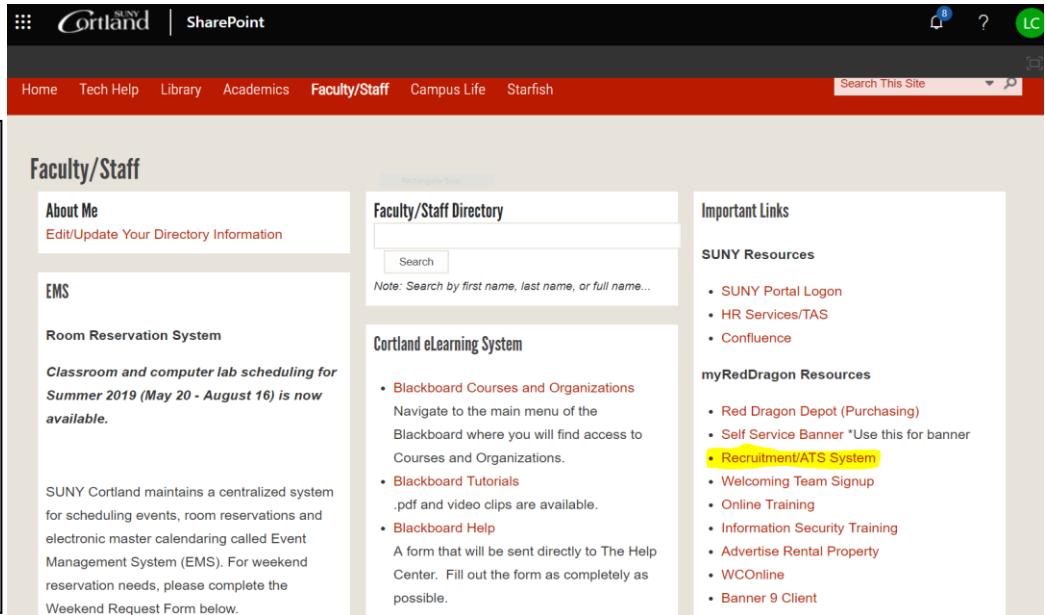 SUNY
Cortland
SharePoint
8
?
LC
Home Tech Help Library Academics Faculty/Staff Campus Life Starfish
Search This Site
Faculty/Staff
About Me
Edit/Update Your Directory Information
EMS
Room Reservation System
Classroom and computer lab scheduling for
Summer 2019 (May 20 - August 16) is now
available.
SUNY Cortland maintains a centralized system
for scheduling events, room reservations and
electronic master calendaring called Event
Management System (EMS). For weekend
reservation needs, please complete the
Weekend Request Form below.
Faculty/Staff Directory
Search
Note: Search by first name, last name, or full name...
Cortland eLearning System
• Blackboard Courses and Organizations
Navigate to the main menu of the
Blackboard where you will find access to
Courses and Organizations.
• Blackboard Tutorials
.pdf and video clips are available.
• Blackboard Help
A form that will be sent directly to The Help
Center. Fill out the form as completely as
possible.
Important Links
SUNY Resources
• SUNY Portal Logon
• HR Services/TAS
• Confluence
myRedDragon Resources
• Red Dragon Depot (Purchasing)
• Self Service Banner *Use this for banner
• Recruitment/ATS System
• Welcoming Team Signup
• Online Training
• Information Security Training
• Advertise Rental Property
• WCOnline
• Banner 9 Client